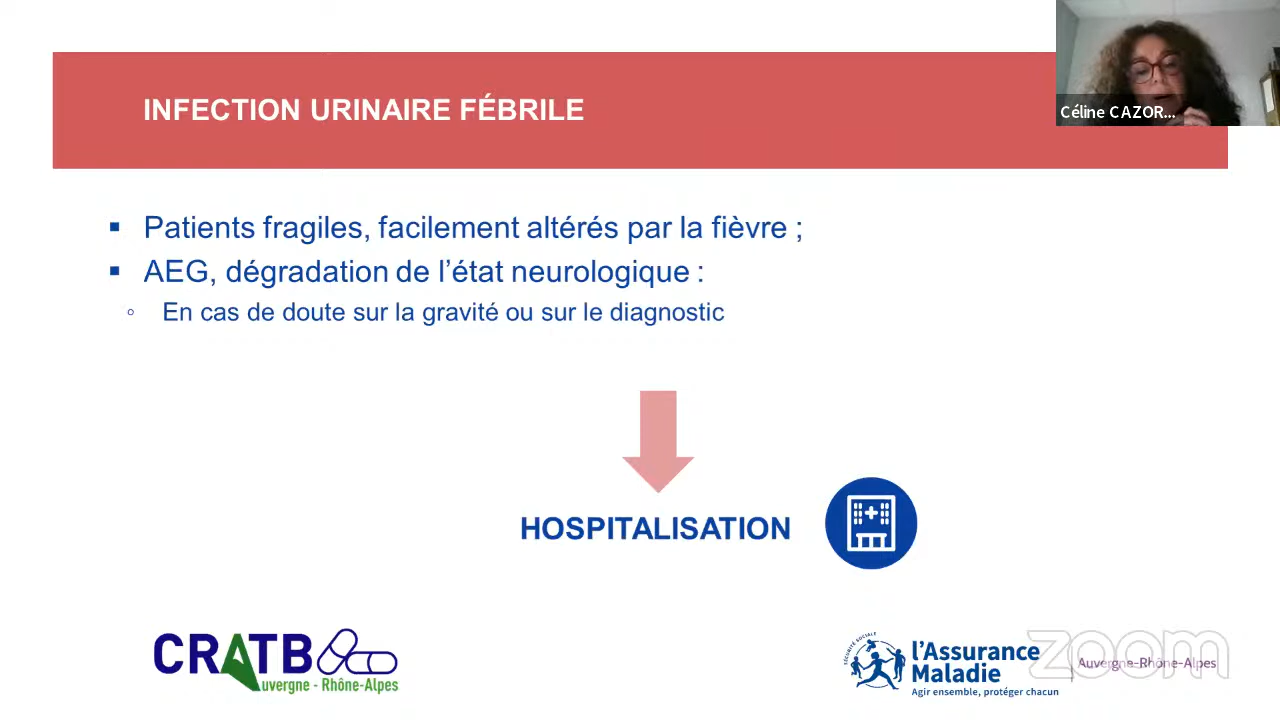 INFECTION URINAIRE FÉBRILE
Céline CAZOR...
Patients fragiles, facilement altérés par la fièvre ;
AEG, dégradation de l’état neurologique :
En cas de doute sur la gravité ou sur le diagnostic
HOSPITALISATION
CRATB
Auvergne - Rhône-Alpes
SÉCURITÉ SOCIALE
l’Assurance
Maladie
Agir ensemble, protéger chacun
Auvergne-Rhône-Alpes
zoom